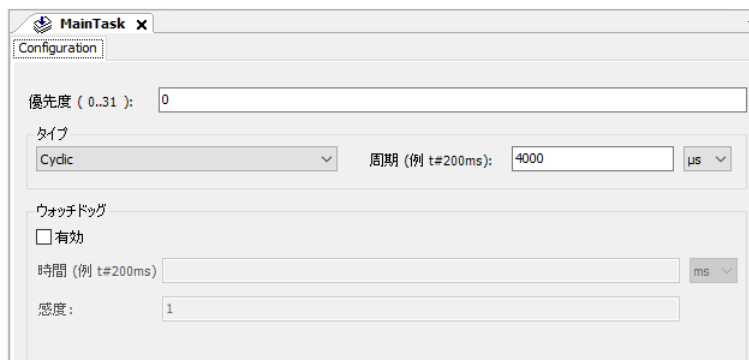 MainTask
Configuration
優先度 ( 0..31 ): 0
タイプ
Cyclic 周期 (例 t#200ms): 4000 µs
ウォッチドッグ
有効
時間 (例 t#200ms) ms
感度: 1